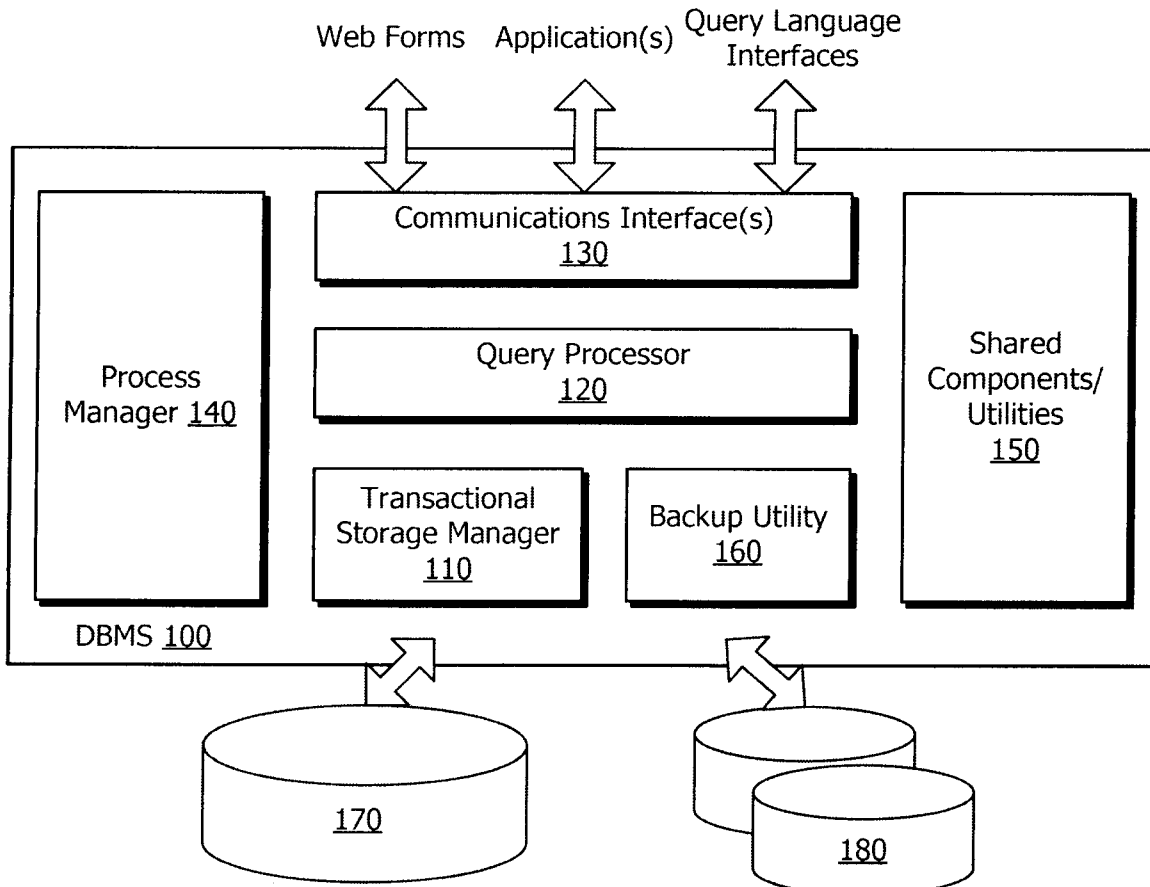 Web Forms
Application(s)
Query Language
Interfaces
Communications Interface(s)
130
Query Processor
120
Process
Manager 140
Shared
Components/
Utilities
150
Transactional
Storage Manager
110
Backup Utility
160
DBMS 100
170
180